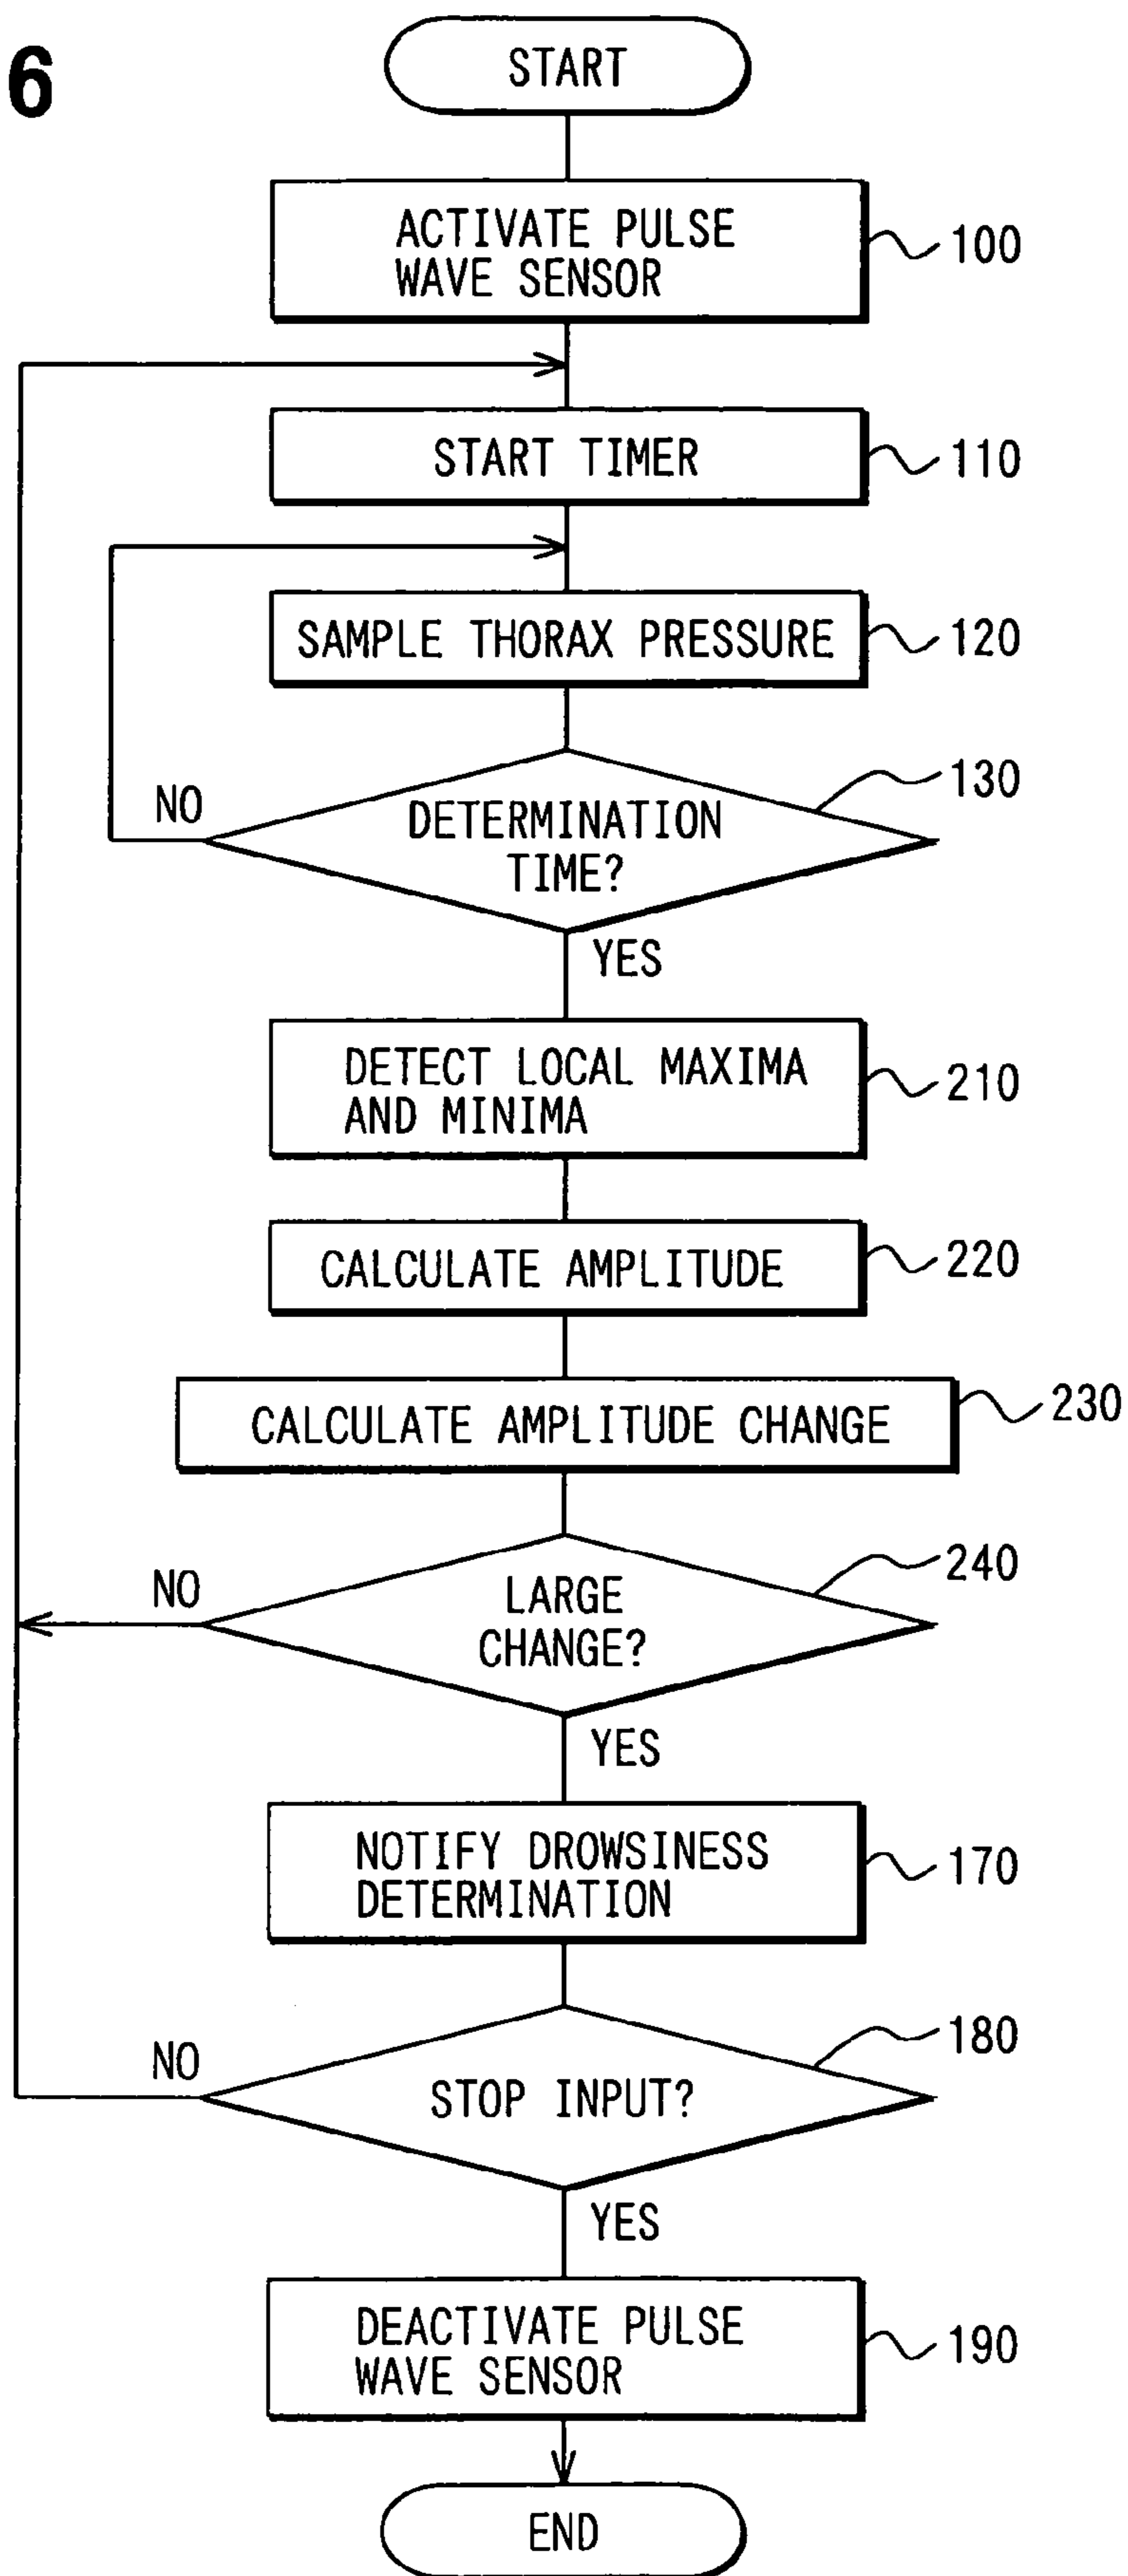 6
START
ACTIVATE PULSE
WAVE SENSOR
100
START TIMER
110
SAMPLE THORAX PRESSURE
120
130
NO
DETERMINATION
TIME?
YES
DETECT LOCAL MAXIMA
AND MINIMA
210
CALCULATE AMPLITUDE
220
CALCULATE AMPLITUDE CHANGE
230
240
NO
LARGE
CHANGE?
YES
NOTIFY DROWSINESS
DETERMINATION
170
180
NO
STOP INPUT?
YES
DEACTIVATE PULSE
WAVE SENSOR
190
END